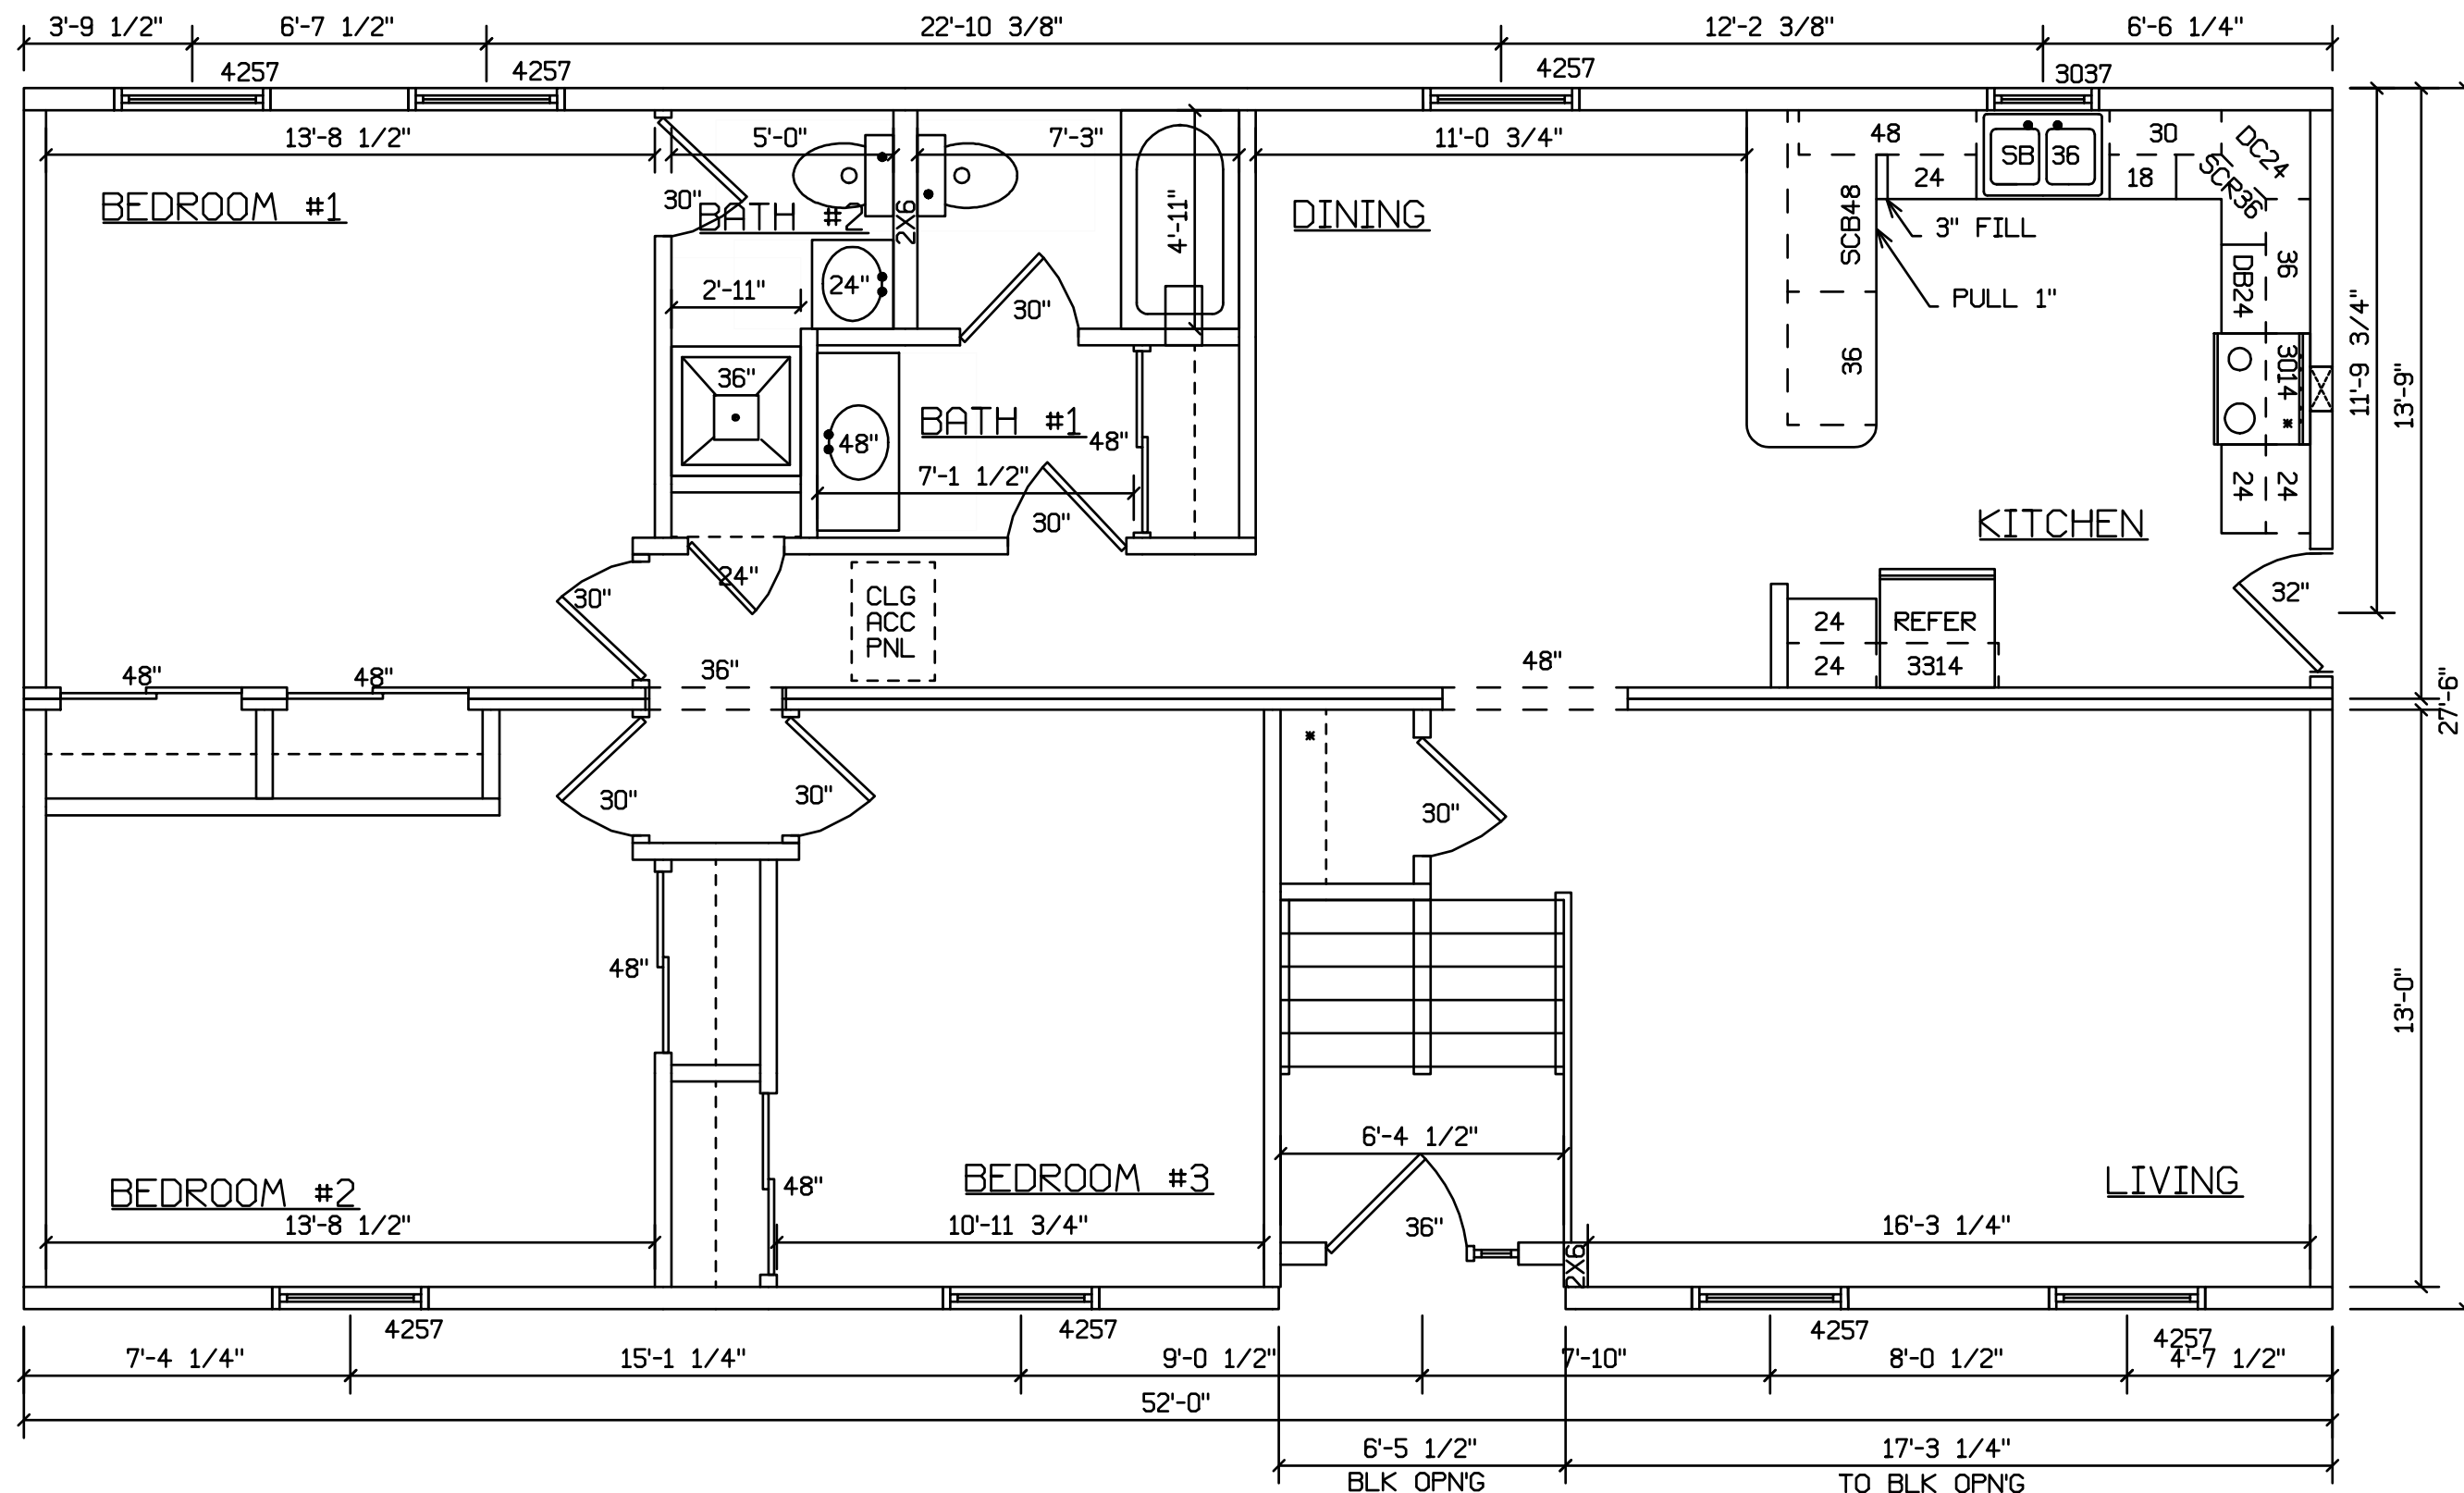 3'-9 1/2" 6'-7 1/2" 22'-10 3/8" 12'-2 3/8" 6'-6 1/4"
4257 4257 4257 3037
13'-8 1/2" 5'-0" 7'-3" 11'-0 3/4" 48 SB 36 30 DC24
24 18 SCR36
BEDROOM #1 30" BATH #2 2X6 4'-11" DINING SCB48 3" FILL
2'-11" 24" 30" PULL 1" DB24 36
36" 36 3014 *
48" BATH #1 48" 11'-9 3/4" 13'-9"
7'-1 1/2" 24 24
30" KITCHEN
30" 24" CLG
ACC
PNL
24 REFER 32"
48" 48" 36" 48" 24 3314
27'-6"
*
30" 30" 30"
48" 13'-0"
6'-4 1/2"
BEDROOM #2 48" BEDROOM #3 LIVING
13'-8 1/2" 10'-11 3/4" 36" 2X6 16'-3 1/4"
4257 4257 4257 4257
7'-4 1/4" 15'-1 1/4" 9'-0 1/2" 7'-10" 8'-0 1/2" 4'-7 1/2"
52'-0"
6'-5 1/2" 17'-3 1/4"
BLK OPN'G TO BLK OPN'G